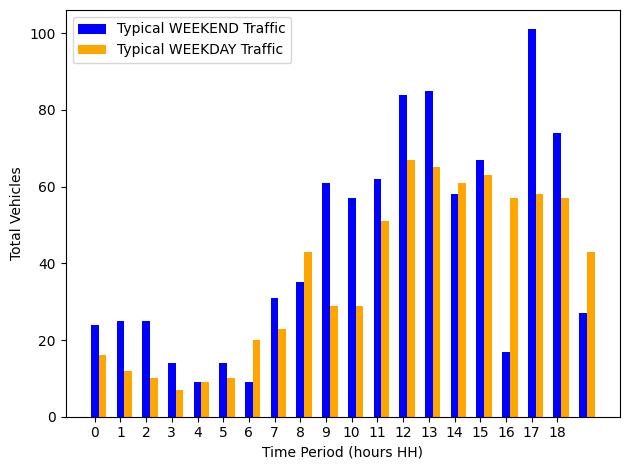 Typical WEEKEND Traffic
Typical WEEKDAY Traffic
100
80
60
40
20
0
Total Vehicles
0 1 2 3 4 5 6 7 8 9 10 11 12 13 14 15 16 17 18
Time Period (hours HH)